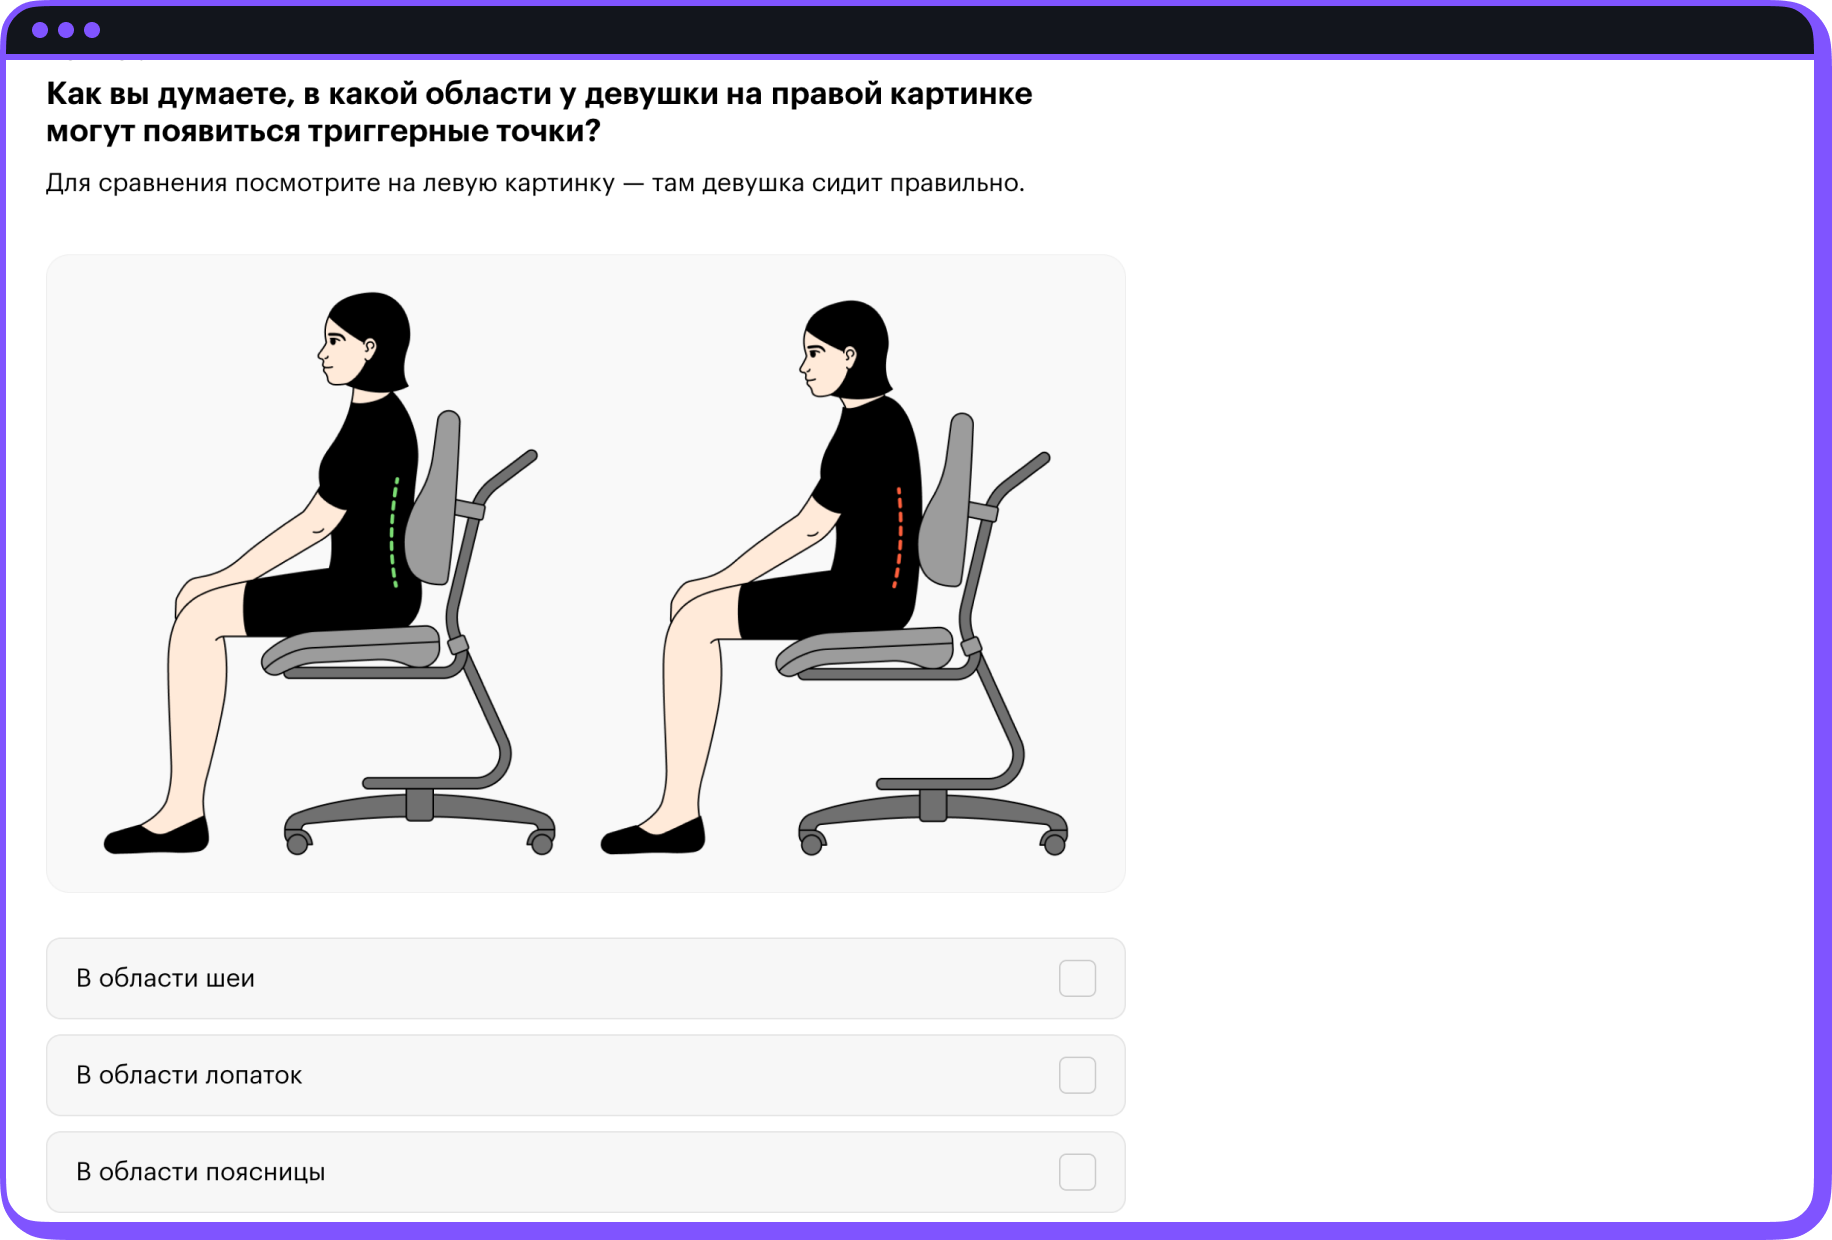 Как вы думаете, в какой области у девушки на правой картинке
могут появиться триггерные точки?
Для сравнения посмотрите на левую картинку — там девушка сидит правильно.
В области шеи
В области лопаток
В области поясницы